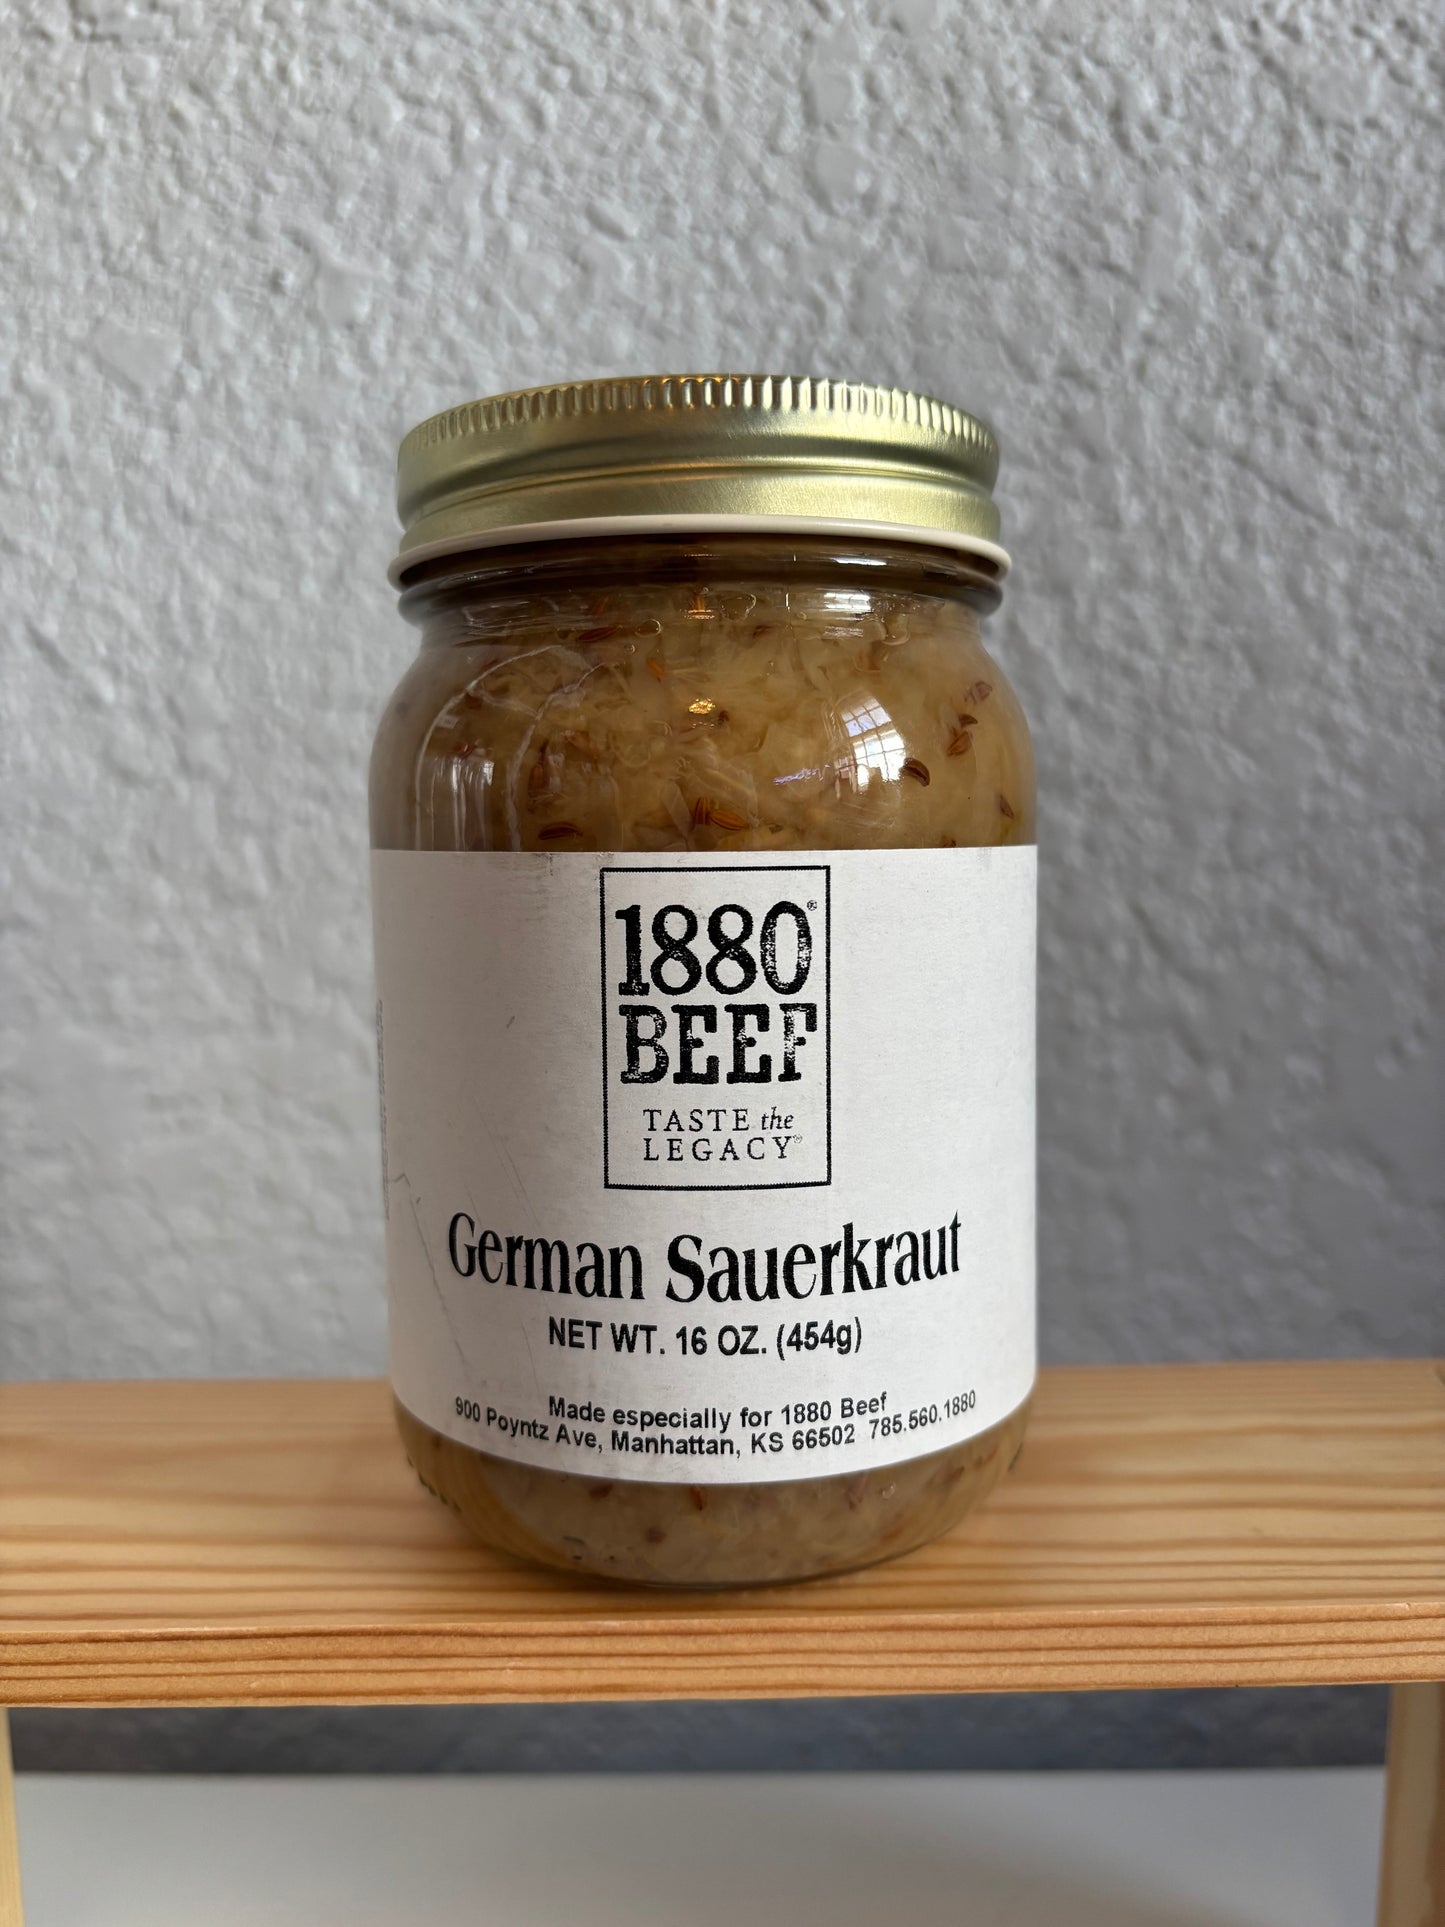 1880®
BEEF
TASTE the
LEGACY®
German Sauerkraut
NET WT. 16 OZ. (454g)
Made especially for 1880 Beef
900 Poyntz Ave, Manhattan, KS 66502 785.560.1880